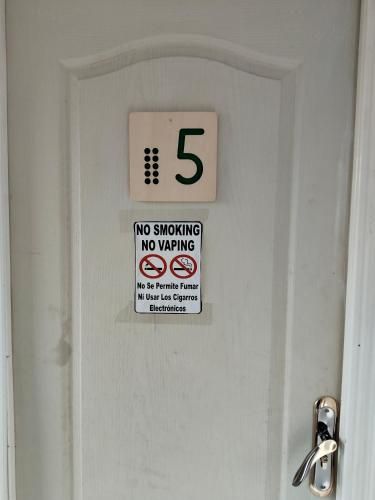 5
NO SMOKING
NO VAPING
No Se Permite Fumar
Ni Usar Los Cigarros
Electrónicos